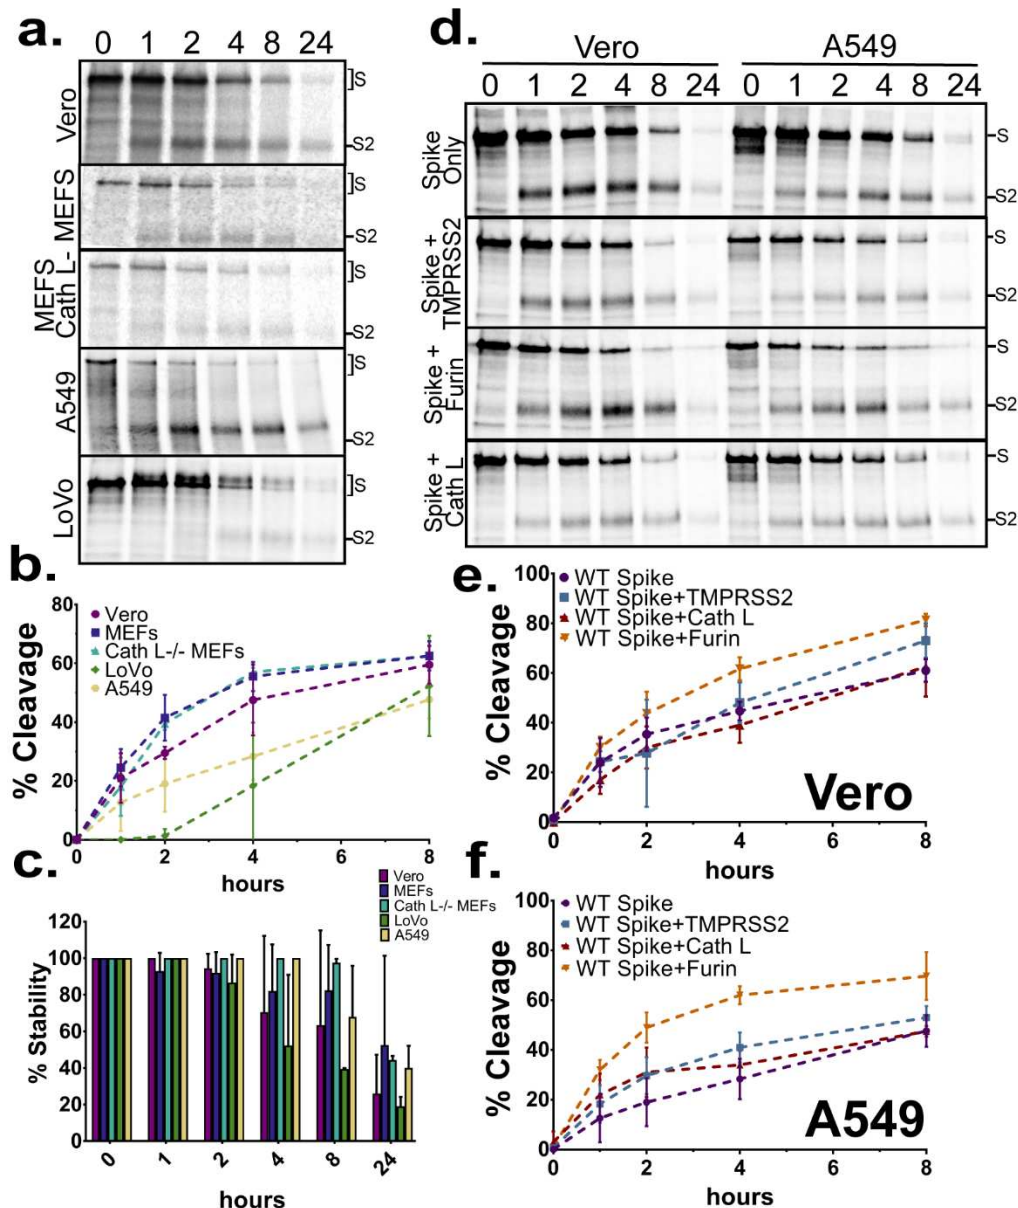 a.
0 1 2 4 8 24
Vero
]S
S2
MEFS
]S
S2
MEFS
Cath L-
]S
S2
A549
]S
S2
LoVo
]S
S2
d.
Vero A549
0 1 2 4 8 24 0 1 2 4 8 24
Spike
Only
S
S2
Spike +
TMPRSS2
S
S2
Spike +
Furin
S
S2
Spike +
Cath L
S
S2
b.
% Cleavage
80
60
40
20
0
Vero
MEFs
Cath L-/- MEFs
LoVo
A549
0 2 4 6 8
hours
c.
% Stability
120
100
80
60
40
20
0
Vero
MEFs
Cath L-/- MEFs
LoVo
A549
0 1 2 4 8 24
hours
e.
% Cleavage
100
80
60
40
20
0
WT Spike
WT Spike+TMPRSS2
WT Spike+Cath L
WT Spike+Furin
Vero
0 2 4 6 8
hours
f.
% Cleavage
100
80
60
40
20
0
WT Spike
WT Spike+TMPRSS2
WT Spike+Cath L
WT Spike+Furin
A549
0 2 4 6 8
hours